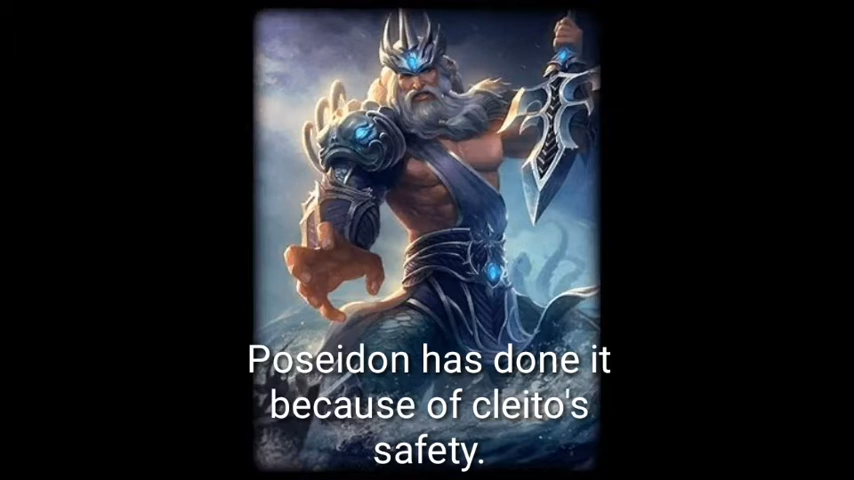 Poseidon has done it
because of cleito's
safety.